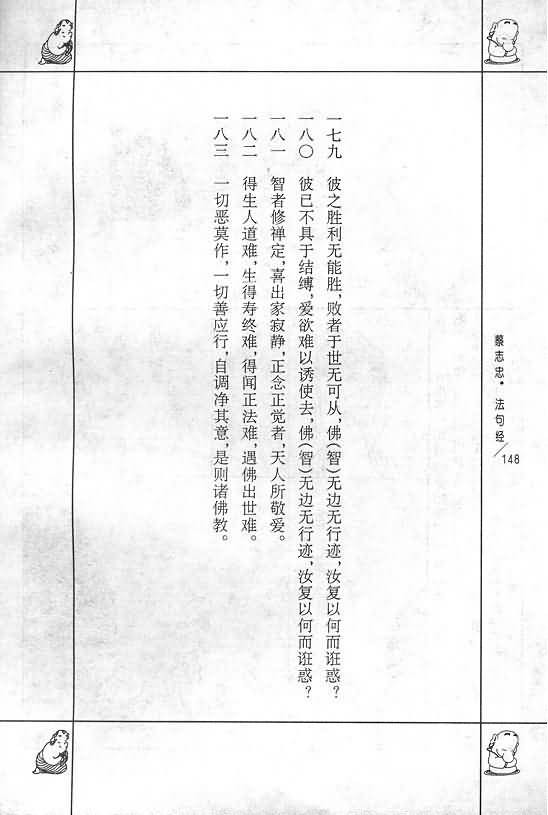 一七九　彼之胜利无能胜，败者于世无可从，佛（智）无边无行迹，汝复以何而诳惑？
一八〇　彼已不具于结缚，爱欲难以诱使去，佛（智）无边无行迹，汝复以何而诳惑？
一八一　智者修禅定，喜出家寂静，正念正觉者，天人所敬爱。
一八二　得生人道难，生得寿终难，得闻正法难，遇佛出世难。
一八三　一切恶莫作，一切善应行，自调净其意，是则诸佛教。
蔡志忠・法句经/148